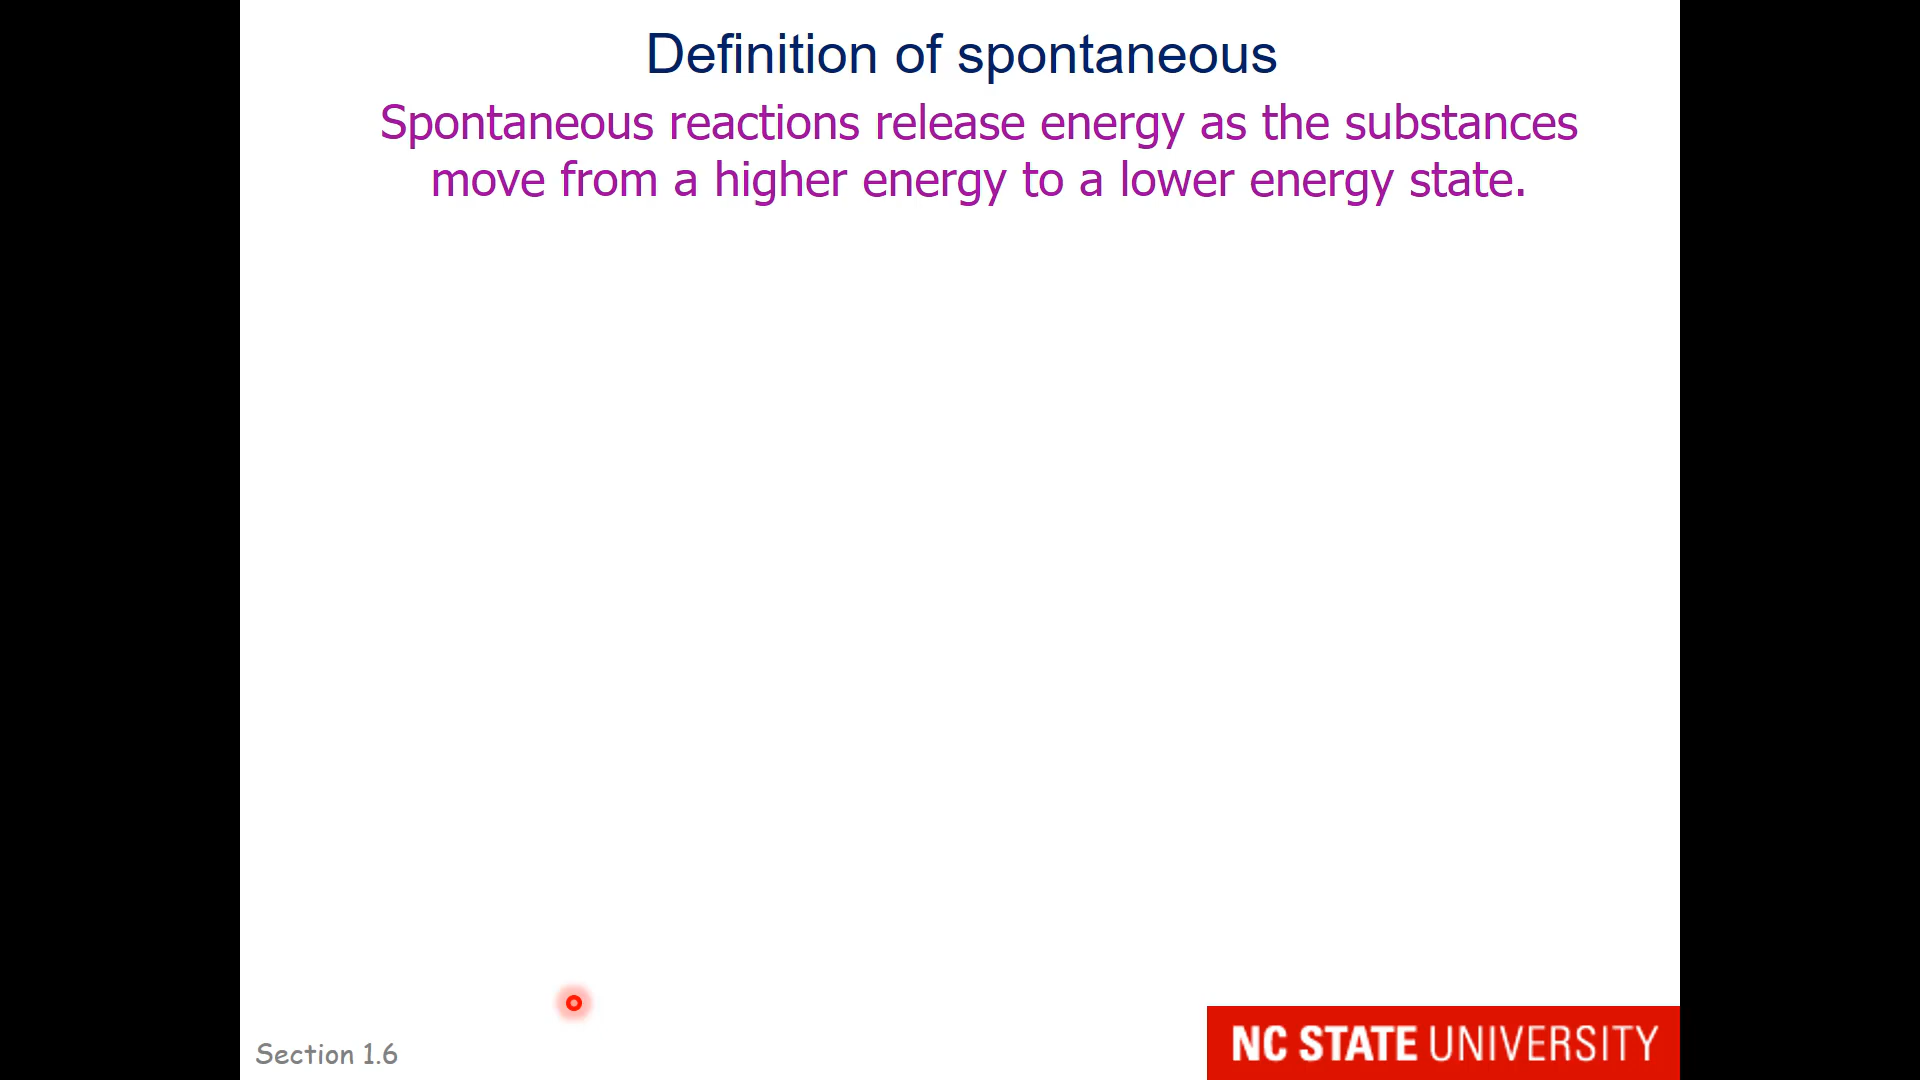 Definition of spontaneous
Spontaneous reactions release energy as the substances
move from a higher energy to a lower energy state.
Section 1.6
NC STATE UNIVERSITY